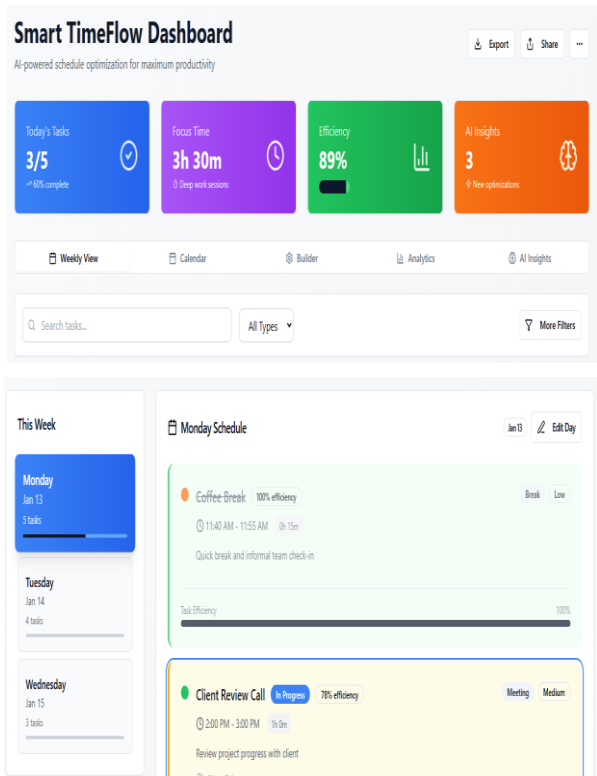 Smart TimeFlow Dashboard
AI-powered schedule optimization for maximum productivity
Export
Share
...
Today's Tasks
3/5
60% complete
Focus Time
3h 30m
Deep work sessions
Efficiency
89%
AI Insights
3
New optimizations
Weekly View
Calendar
Builder
Analytics
AI Insights
Search tasks...
All Types
More Filters
This Week
Monday
Jan 13
5 tasks
Tuesday
Jan 14
4 tasks
Wednesday
Jan 15
3 tasks
Monday Schedule
Jan 13
Edit Day
Coffee Break 100% efficiency
Break Low
11:40 AM - 11:55 AM 0h 15m
Quick break and informal team check-in
Task Efficiency 100%
Client Review Call In Progress 78% efficiency
Meeting Medium
2:00 PM - 3:00 PM 1h 0m
Review project progress with client